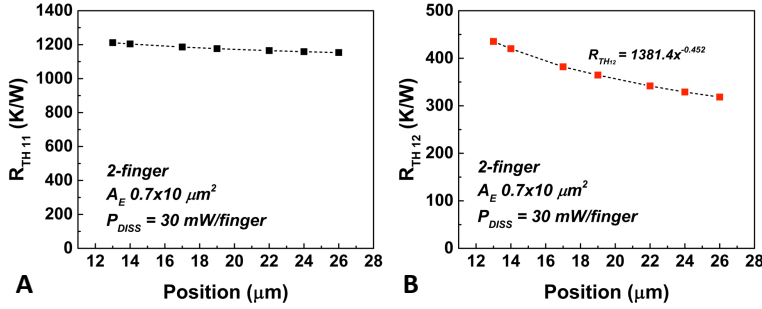 1400
1200
1000
800
600
400
200
0
R_TH 11 (K/W)
2-finger
A_E 0.7x10 μm²
P_DISS = 30 mW/finger
12 14 16 18 20 22 24 26 28
Position (μm)
A
500
400
300
200
100
0
R_TH 12 (K/W)
R_TH12 = 1381.4x^-0.452
2-finger
A_E 0.7x10 μm²
P_DISS = 30 mW/finger
12 14 16 18 20 22 24 26 28
Position (μm)
B